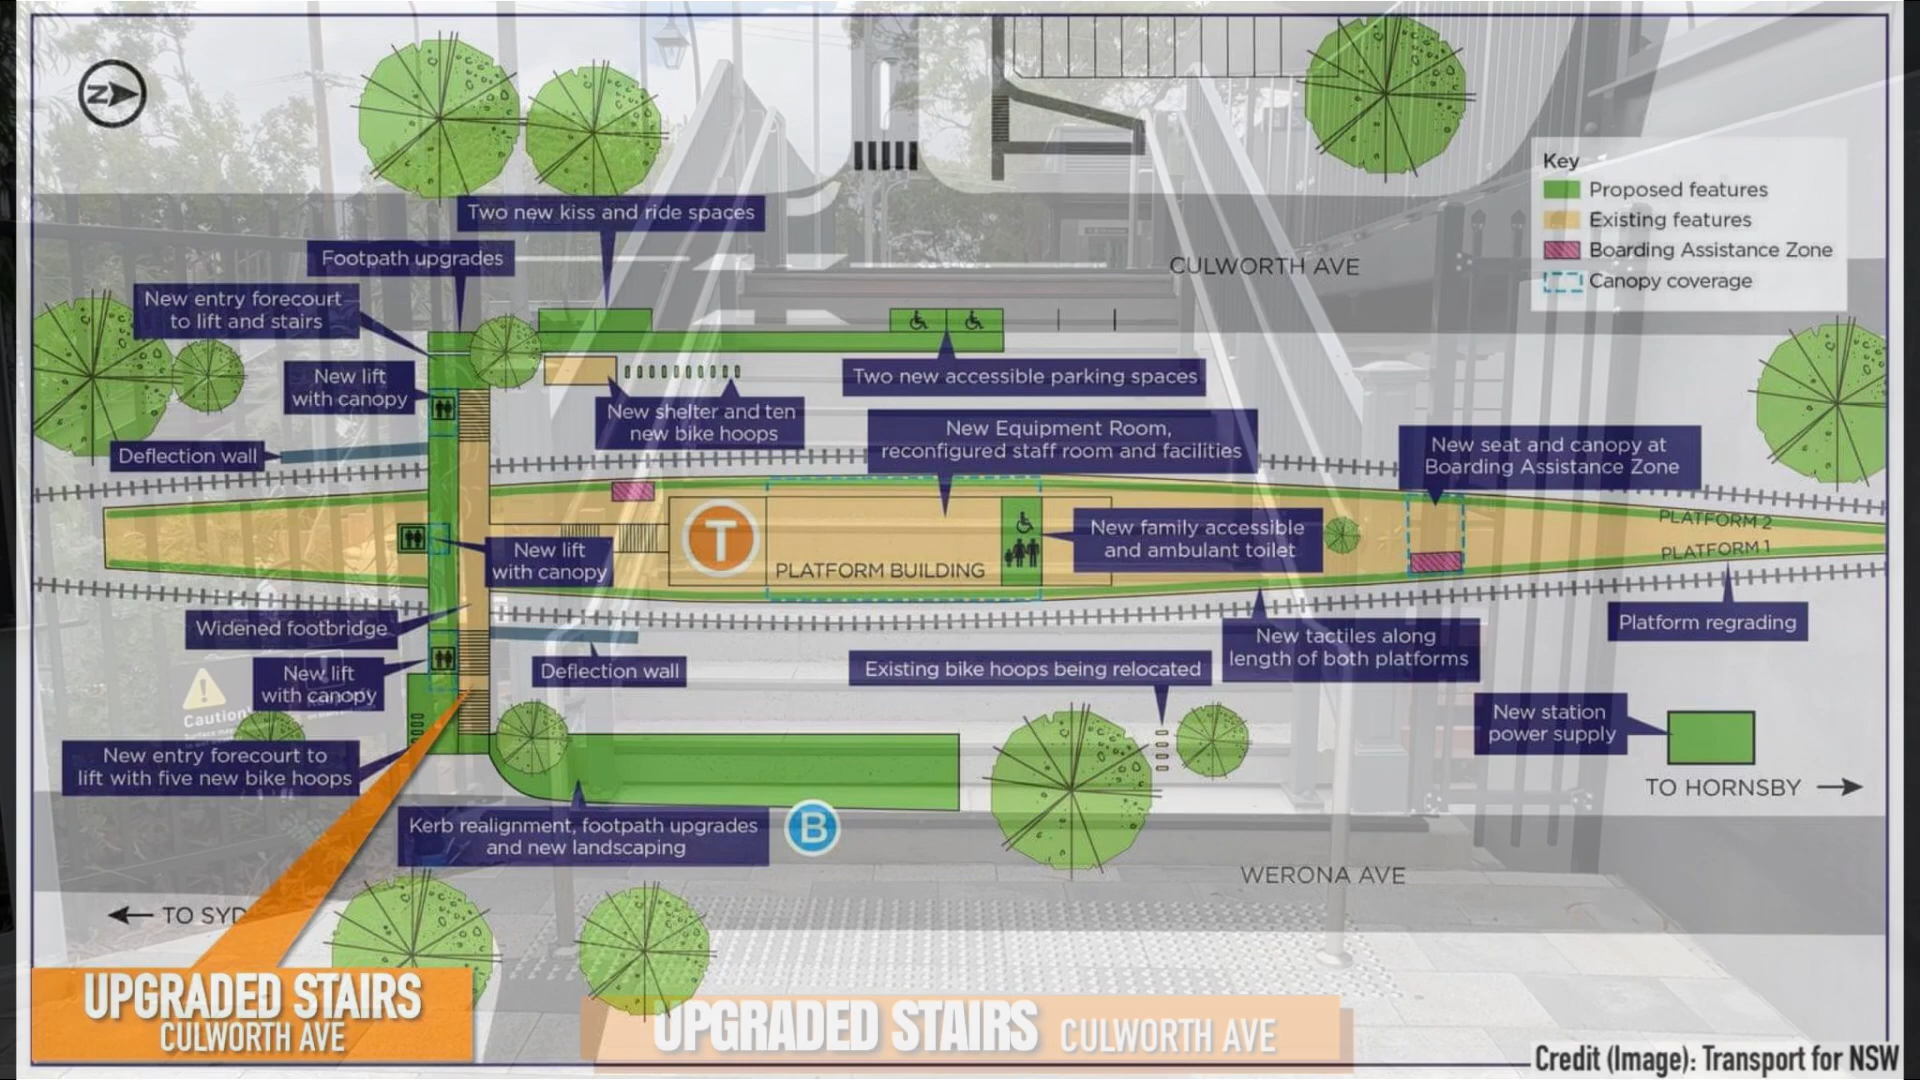 N
Key
Proposed features
Existing features
Boarding Assistance Zone
Canopy coverage
Two new kiss and ride spaces
Footpath upgrades
CULWORTH AVE
New entry forecourt
to lift and stairs
New lift
with canopy
Two new accessible parking spaces
New shelter and ten
new bike hoops
New Equipment Room,
reconfigured staff room and facilities
New seat and canopy at
Boarding Assistance Zone
Deflection wall
T
New family accessible
and ambulant toilet
PLATFORM 2
PLATFORM 1
New lift
with canopy
PLATFORM BUILDING
Widened footbridge
Platform regrading
New tactiles along
length of both platforms
New lift
with canopy
Deflection wall
Existing bike hoops being relocated
Caution!
New station
power supply
New entry forecourt to
lift with five new bike hoops
TO HORNSBY
Kerb realignment, footpath upgrades
and new landscaping
B
WERONA AVE
TO SYD
UPGRADED STAIRS
CULWORTH AVE
UPGRADED STAIRS CULWORTH AVE
Credit (Image): Transport for NSW